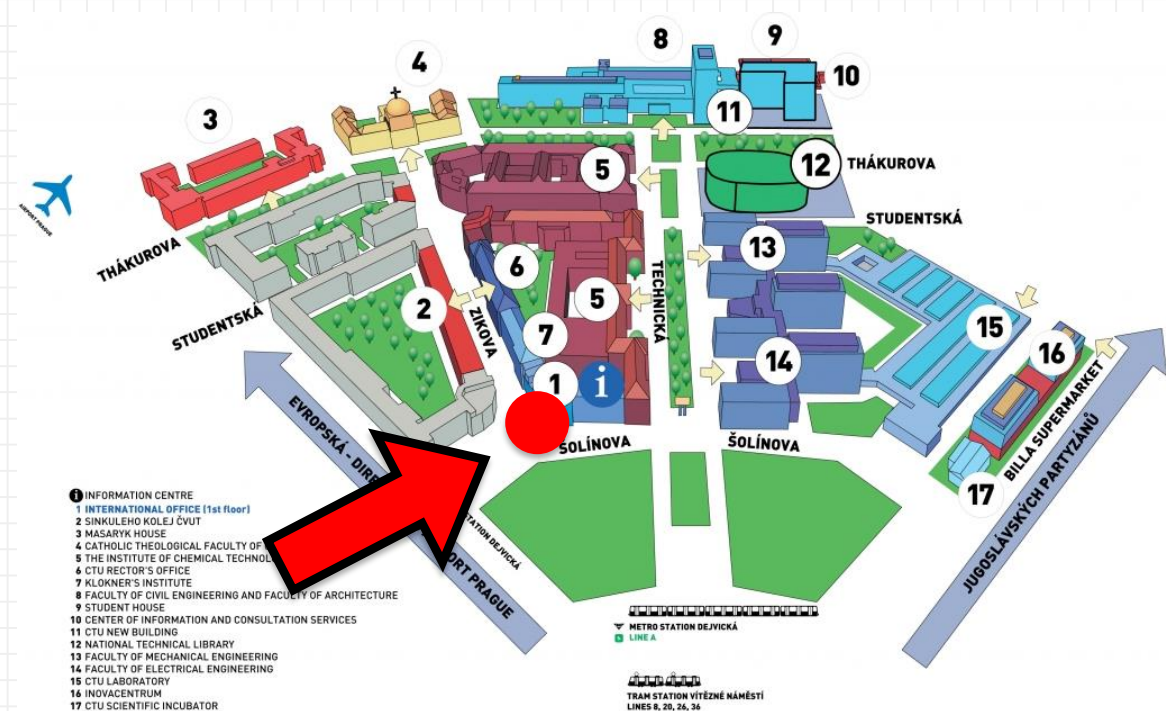 8
9
4
10
3
11
5
12
THÁKUROVA
AIRPORT PRAGUE
STUDENTSKÁ
13
THÁKUROVA
6
TECHNICKÁ
2
5
ZIKOVA
15
STUDENTSKÁ
7
14
16
1
i
EVROPSKÁ - DIRE
ORT PRAGUE
ŠOLÍNOVA
ŠOLÍNOVA
BILLA SUPERMARKET
17
JUGOSLÁVSKÝCH PARTYZÁNŮ
STATION DEJVICKÁ
i INFORMATION CENTRE
1 INTERNATIONAL OFFICE (1st floor)
2 SINKULEHO KOLEJ ČVUT
3 MASARYK HOUSE
4 CATHOLIC THEOLOGICAL FACULTY OF
5 THE INSTITUTE OF CHEMICAL TECHNOL
6 CTU RECTOR'S OFFICE
7 KLOKNER'S INSTITUTE
8 FACULTY OF CIVIL ENGINEERING AND FACULTY OF ARCHITECTURE
9 STUDENT HOUSE
10 CENTER OF INFORMATION AND CONSULTATION SERVICES
11 CTU NEW BUILDING
12 NATIONAL TECHNICAL LIBRARY
13 FACULTY OF MECHANICAL ENGINEERING
14 FACULTY OF ELECTRICAL ENGINEERING
15 CTU LABORATORY
16 INOVACENTRUM
17 CTU SCIENTIFIC INCUBATOR
METRO STATION DEJVICKÁ
LINE A
TRAM STATION VÍTĚZNÉ NÁMĚSTÍ
LINES 8, 20, 26, 36